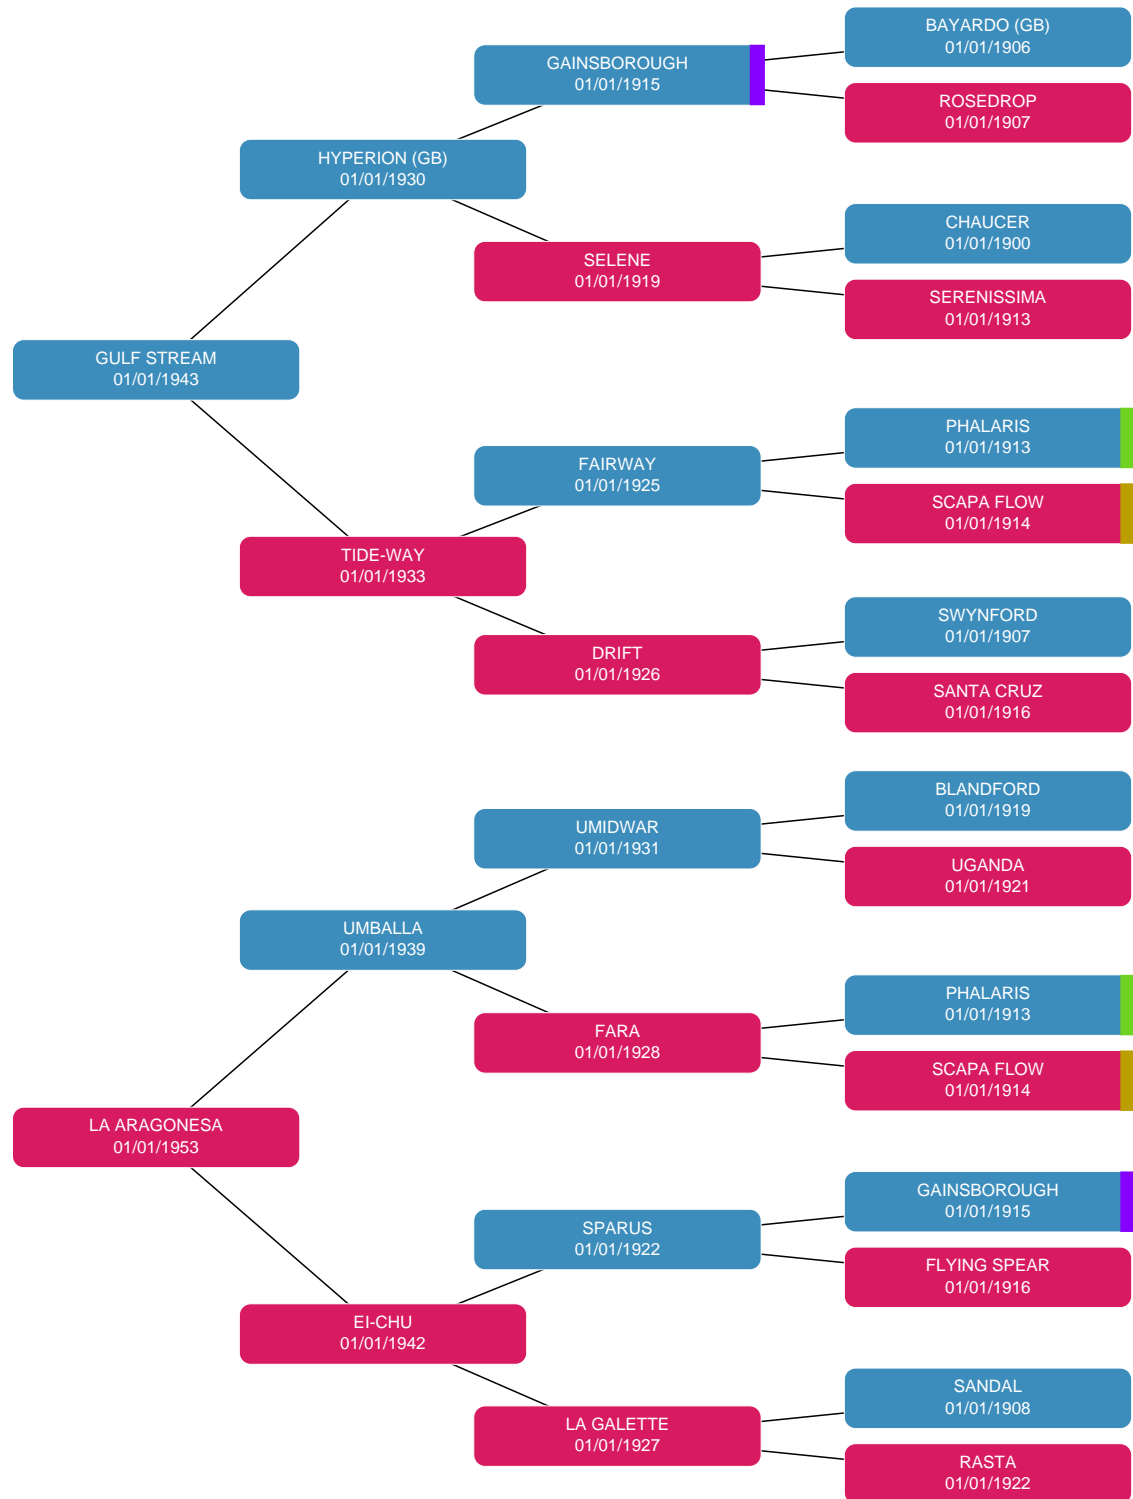 BAYARDO (GB)
01/01/1906
GAINSBOROUGH
01/01/1915
ROSEDROP
01/01/1907
HYPERION (GB)
01/01/1930
CHAUCER
01/01/1900
SELENE
01/01/1919
SERENISSIMA
01/01/1913
GULF STREAM
01/01/1943
PHALARIS
01/01/1913
FAIRWAY
01/01/1925
SCAPA FLOW
01/01/1914
TIDE-WAY
01/01/1933
SWYNFORD
01/01/1907
DRIFT
01/01/1926
SANTA CRUZ
01/01/1916
BLANDFORD
01/01/1919
UMIDWAR
01/01/1931
UGANDA
01/01/1921
UMBALLA
01/01/1939
PHALARIS
01/01/1913
FARA
01/01/1928
SCAPA FLOW
01/01/1914
LA ARAGONESA
01/01/1953
GAINSBOROUGH
01/01/1915
SPARUS
01/01/1922
FLYING SPEAR
01/01/1916
EI-CHU
01/01/1942
SANDAL
01/01/1908
LA GALETTE
01/01/1927
RASTA
01/01/1922